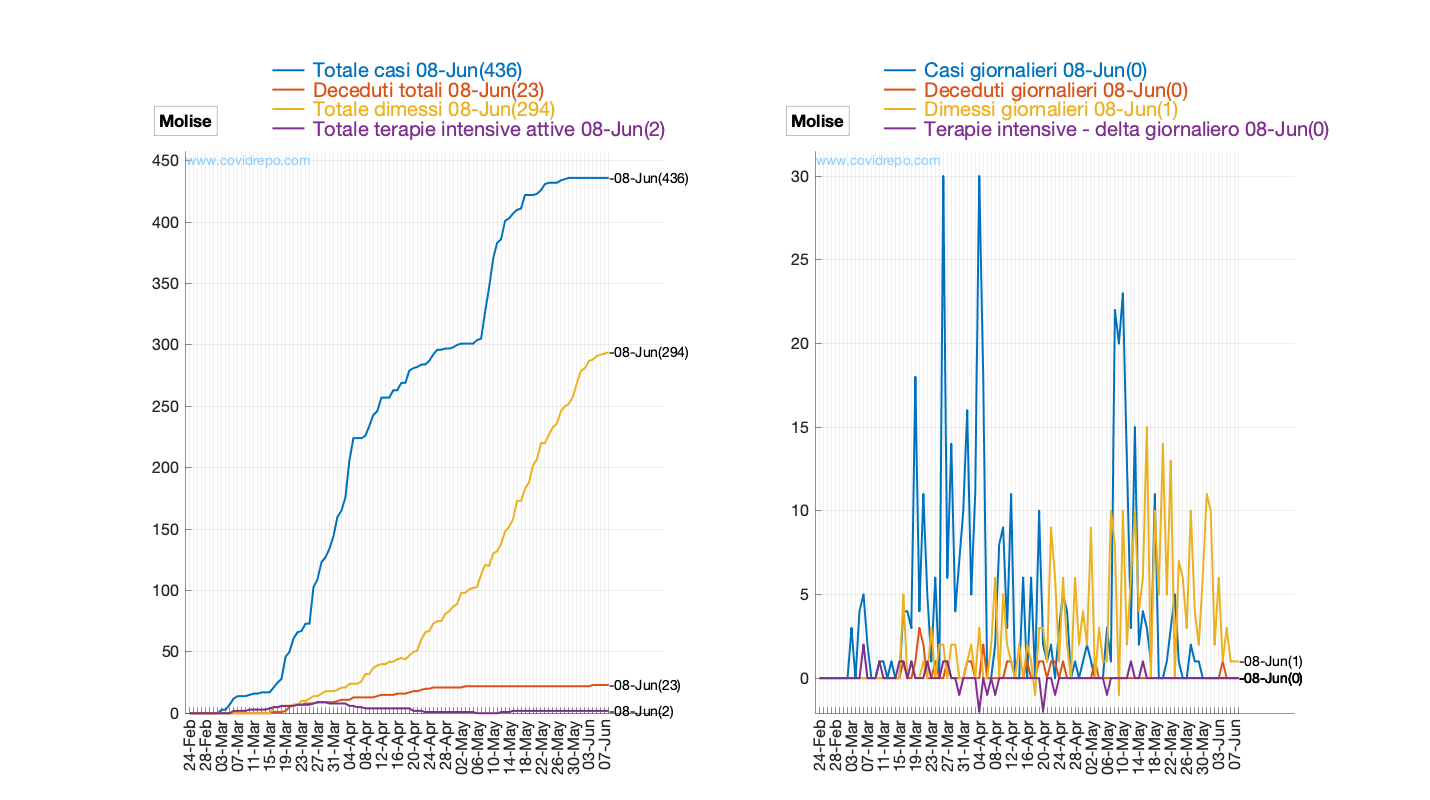 Totale casi 08-Jun(436)
Deceduti totali 08-Jun(23)
Totale dimessi 08-Jun(294)
Totale terapie intensive attive 08-Jun(2)
Molise
www.covidrepo.com
450
400
350
300
250
200
150
100
50
0
-08-Jun(436)
-08-Jun(294)
-08-Jun(23)
-08-Jun(2)
24-Feb
28-Feb
03-Mar
07-Mar
11-Mar
15-Mar
19-Mar
23-Mar
27-Mar
31-Mar
04-Apr
08-Apr
12-Apr
16-Apr
20-Apr
24-Apr
28-Apr
02-May
06-May
10-May
14-May
18-May
22-May
26-May
30-May
03-Jun
07-Jun
Casi giornalieri 08-Jun(0)
Deceduti giornalieri 08-Jun(0)
Dimessi giornalieri 08-Jun(1)
Terapie intensive - delta giornaliero 08-Jun(0)
Molise
www.covidrepo.com
30
25
20
15
10
5
0
-08-Jun(1)
-08-Jun(0)
24-Feb
28-Feb
03-Mar
07-Mar
11-Mar
15-Mar
19-Mar
23-Mar
27-Mar
31-Mar
04-Apr
08-Apr
12-Apr
16-Apr
20-Apr
24-Apr
28-Apr
02-May
06-May
10-May
14-May
18-May
22-May
26-May
30-May
03-Jun
07-Jun